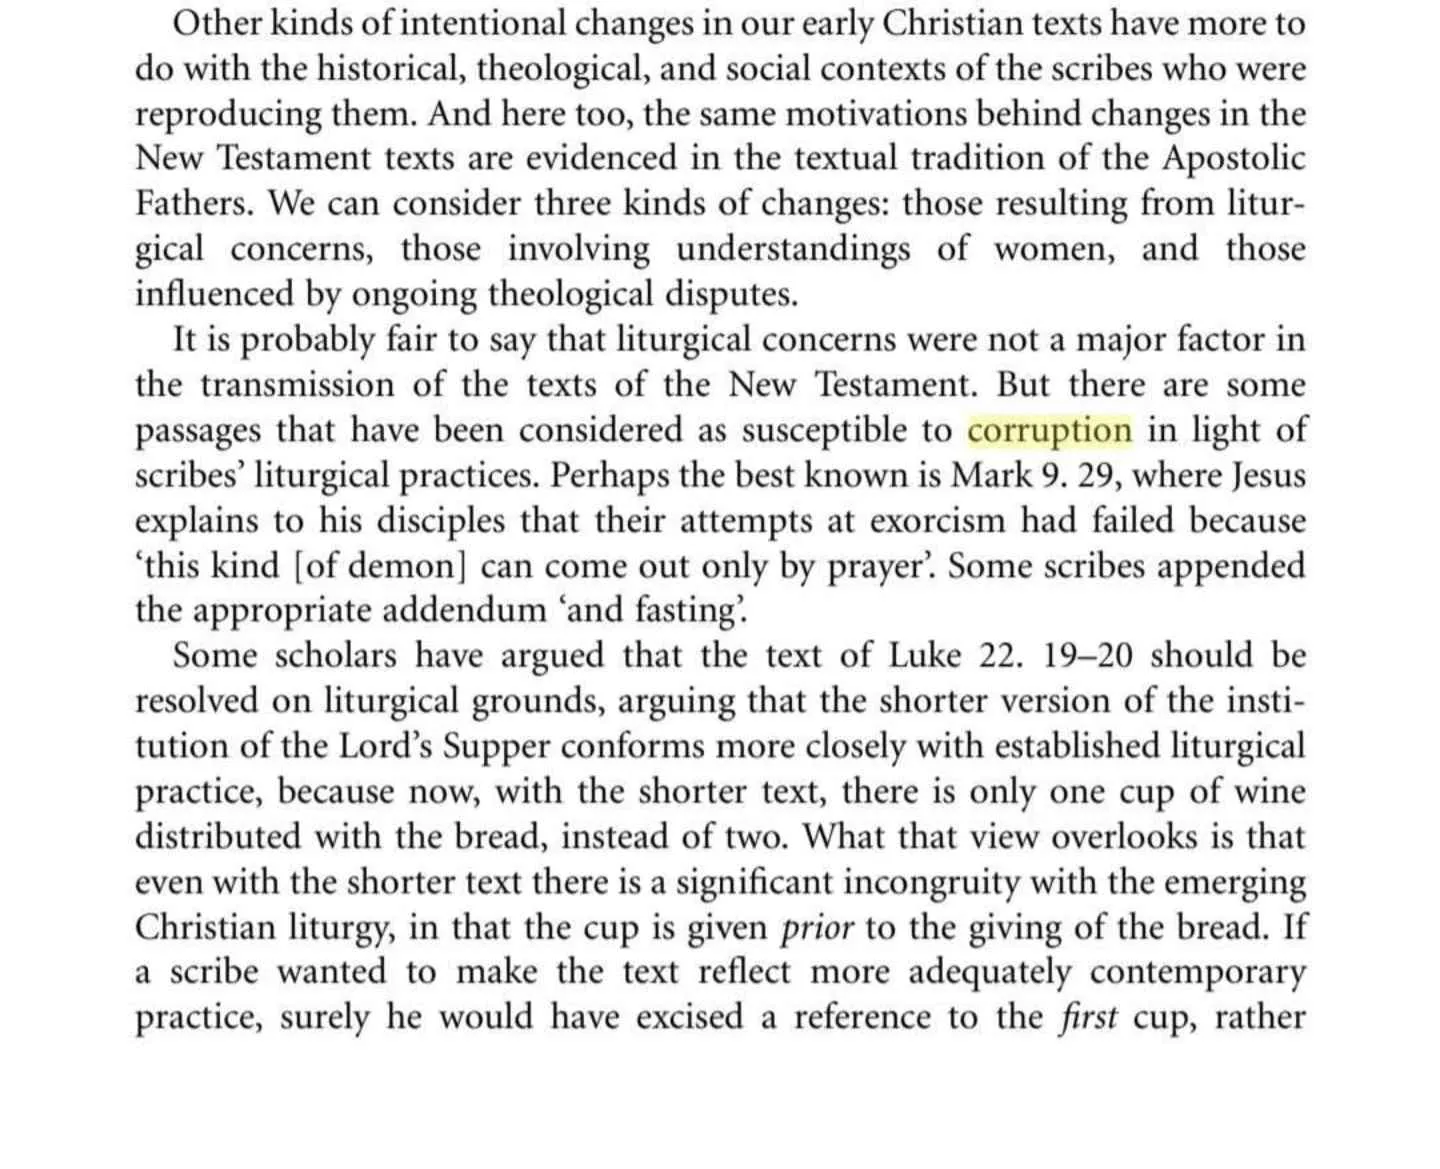 Other kinds of intentional changes in our early Christian texts have more to
do with the historical, theological, and social contexts of the scribes who were
reproducing them. And here too, the same motivations behind changes in the
New Testament texts are evidenced in the textual tradition of the Apostolic
Fathers. We can consider three kinds of changes: those resulting from litur-
gical concerns, those involving understandings of women, and those
influenced by ongoing theological disputes.
It is probably fair to say that liturgical concerns were not a major factor in
the transmission of the texts of the New Testament. But there are some
passages that have been considered as susceptible to corruption in light of
scribes’ liturgical practices. Perhaps the best known is Mark 9. 29, where Jesus
explains to his disciples that their attempts at exorcism had failed because
‘this kind [of demon] can come out only by prayer’. Some scribes appended
the appropriate addendum ‘and fasting’.
Some scholars have argued that the text of Luke 22. 19–20 should be
resolved on liturgical grounds, arguing that the shorter version of the insti-
tution of the Lord’s Supper conforms more closely with established liturgical
practice, because now, with the shorter text, there is only one cup of wine
distributed with the bread, instead of two. What that view overlooks is that
even with the shorter text there is a significant incongruity with the emerging
Christian liturgy, in that the cup is given prior to the giving of the bread. If
a scribe wanted to make the text reflect more adequately contemporary
practice, surely he would have excised a reference to the first cup, rather